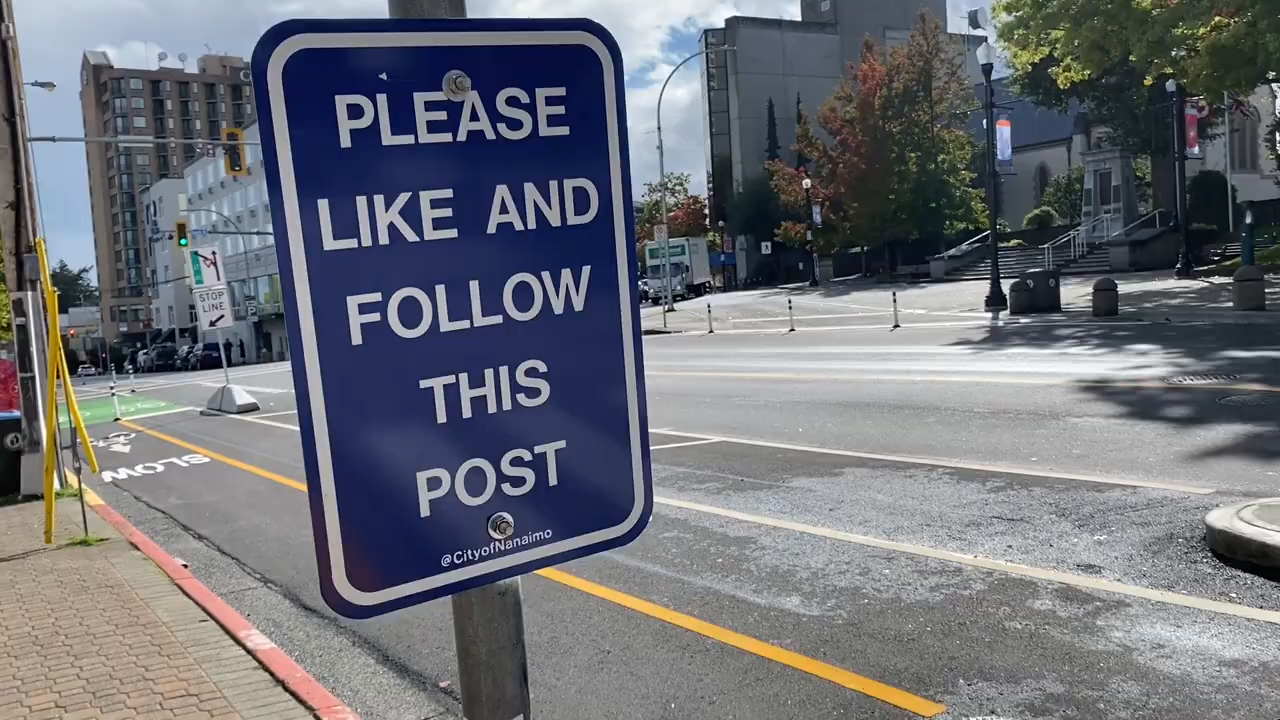 PLEASE
LIKE AND
FOLLOW
THIS
POST
@CityofNanaimo
STOP
LINE
SLOW